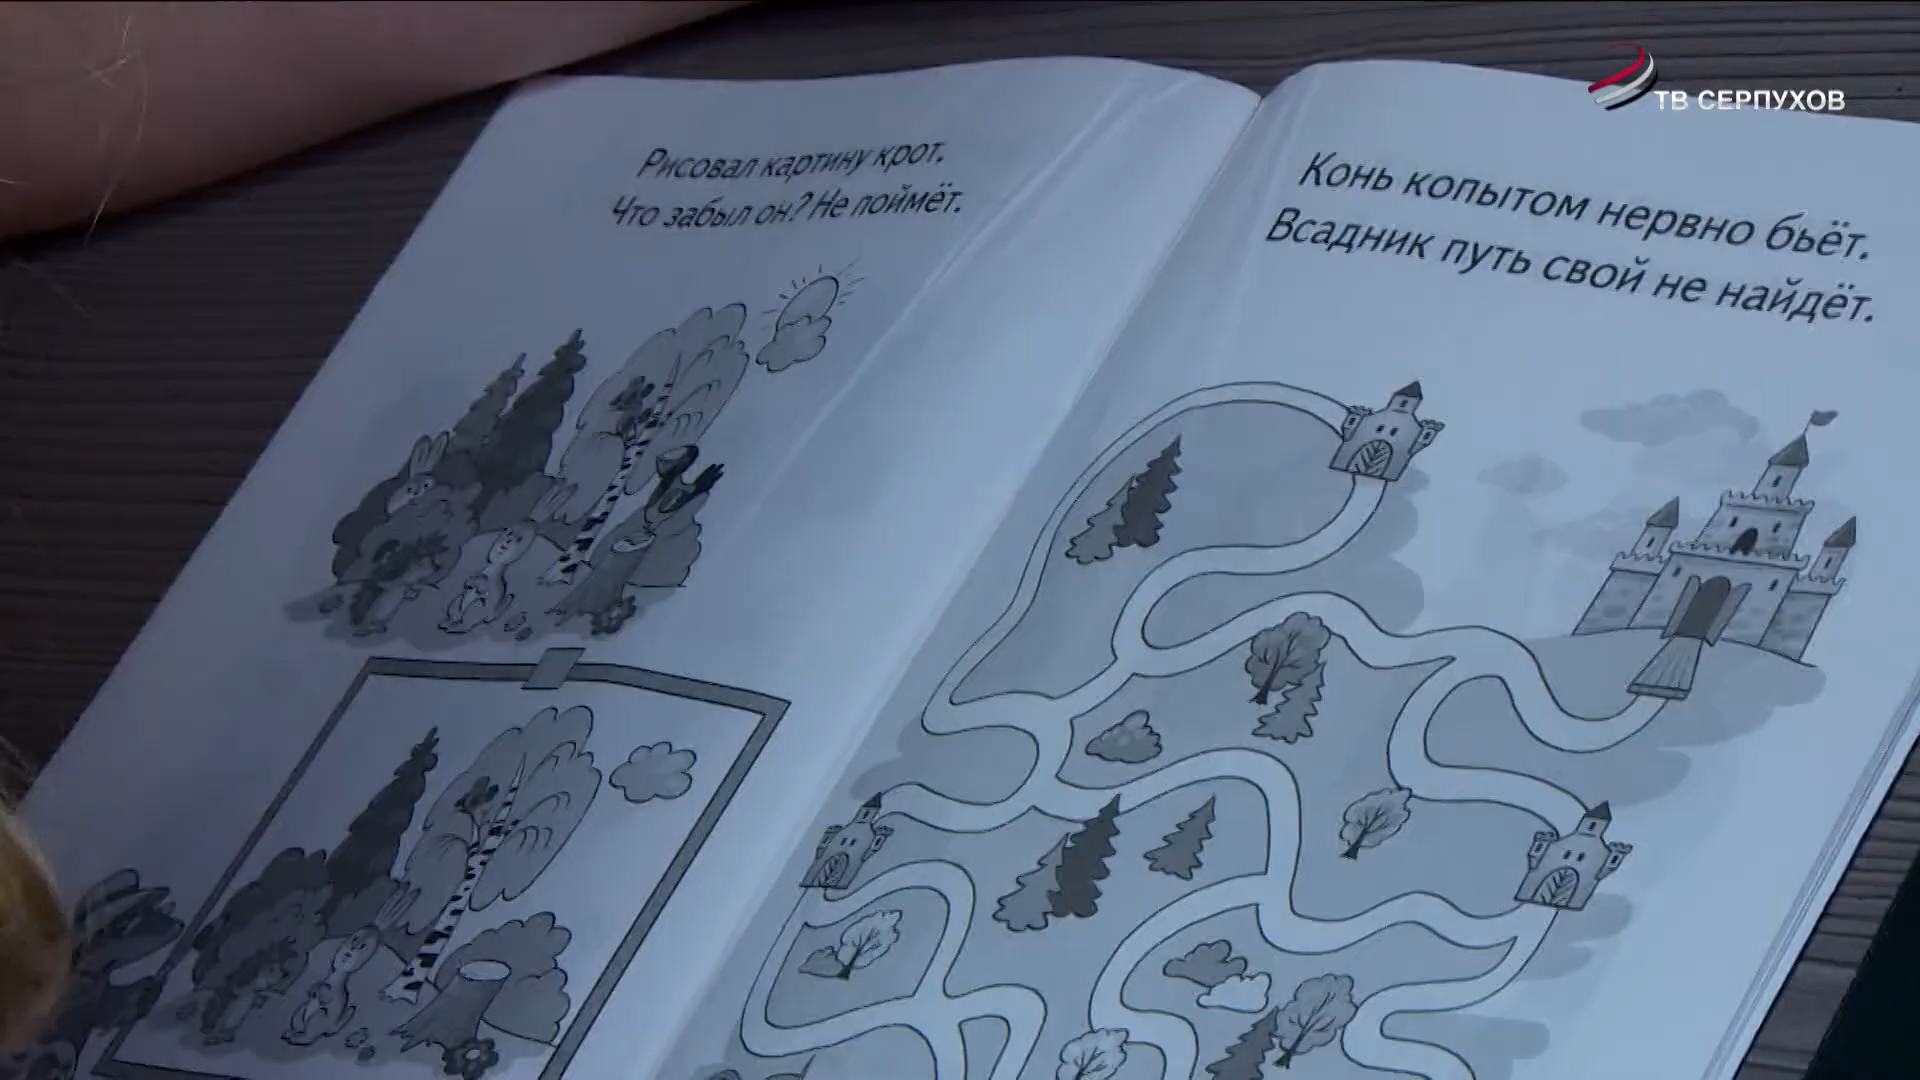 ТВ СЕРПУХОВ
Рисовал картину крот.
Что забыл он? Не поймёт.
Конь копытом нервно бьёт.
Всадник путь свой не найдёт.